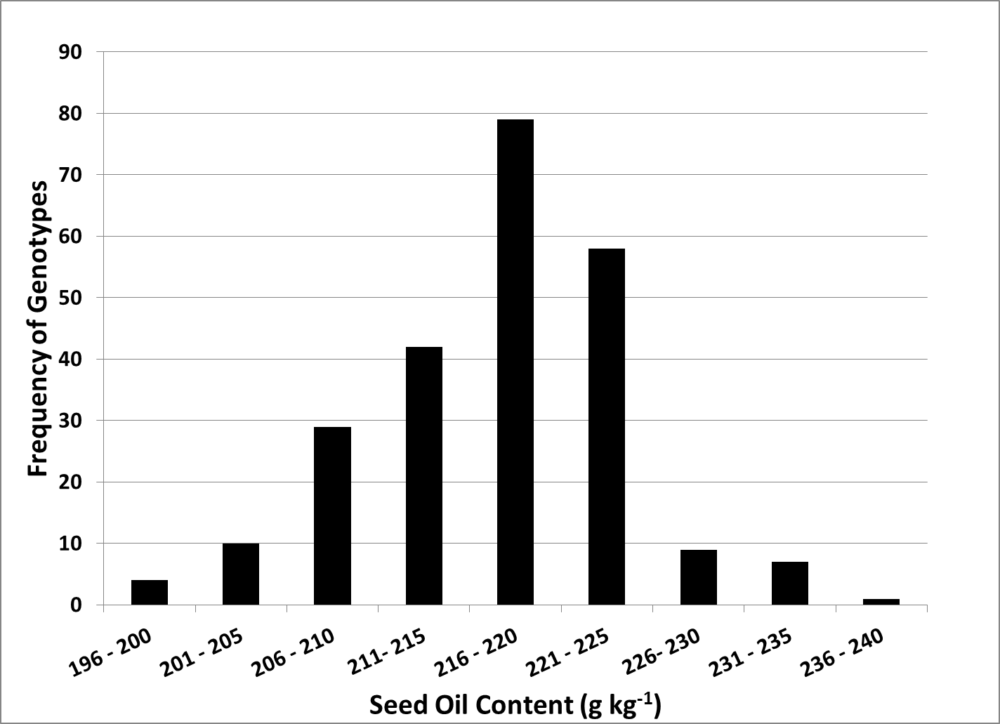 90
80
70
60
50
40
30
20
10
0
Frequency of Genotypes
196 - 200
201 - 205
206 - 210
211- 215
216 - 220
221 - 225
226- 230
231 - 235
236 - 240
Seed Oil Content (g kg⁻¹)